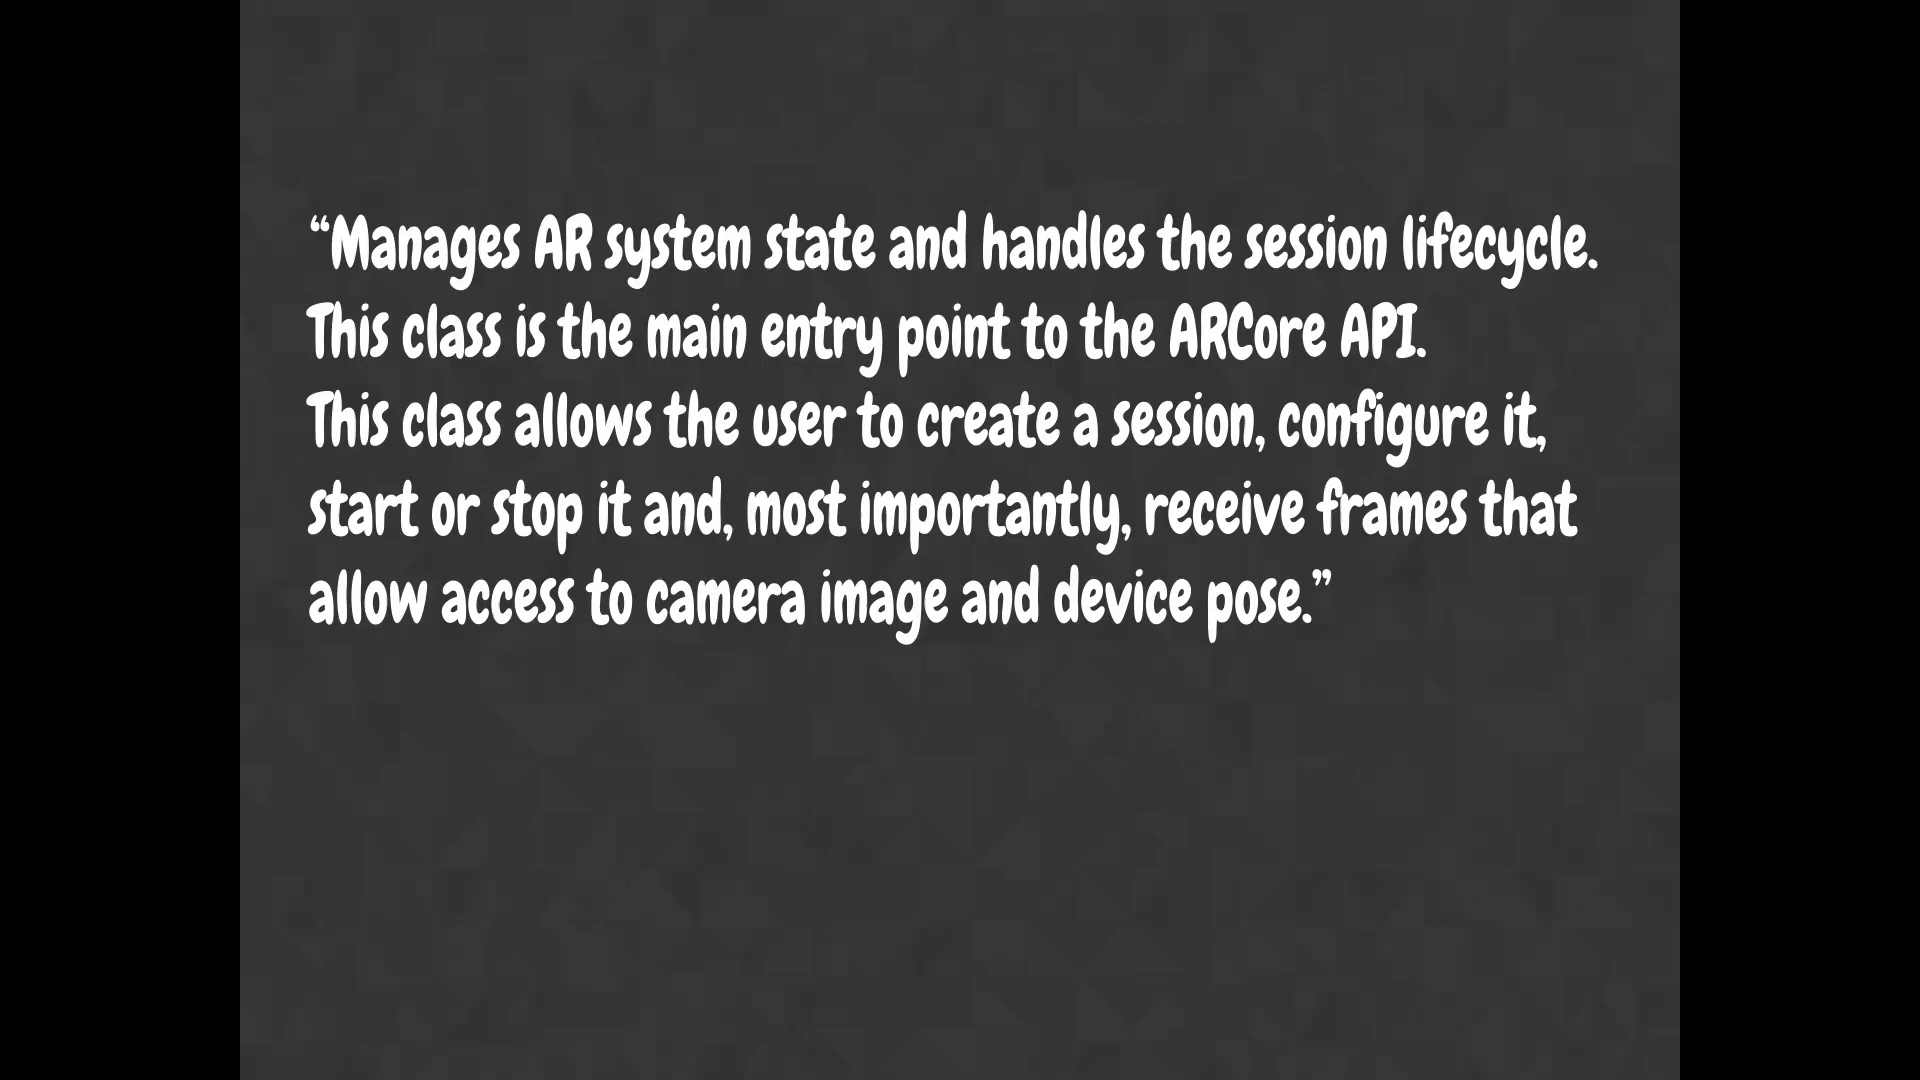 “Manages AR system state and handles the session lifecycle.
This class is the main entry point to the ARCore API.
This class allows the user to create a session, configure it,
start or stop it and, most importantly, receive frames that
allow access to camera image and device pose.”